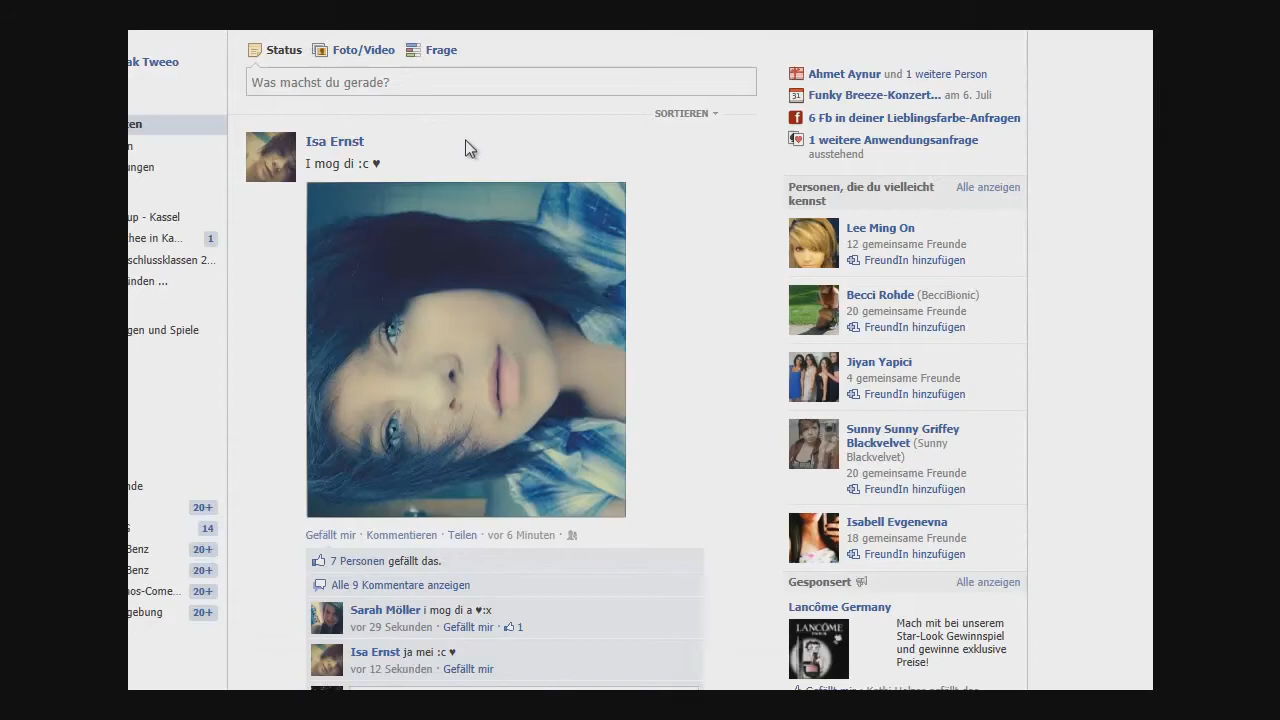 ak Tweeo
ten
n
ungen
up - Kassel
hee in Ka... 1
schlussklassen 2...
inden ...
gen und Spiele
nde
20+
14
Benz 20+
Benz 20+
nos-Come... 20+
gebung 20+
Status Foto/Video Frage
Was machst du gerade?
SORTIEREN
Isa Ernst
I mog di :c ♥
Gefällt mir · Kommentieren · Teilen · vor 6 Minuten ·
7 Personen gefällt das.
Alle 9 Kommentare anzeigen
Sarah Möller i mog di a ♥:x
vor 29 Sekunden · Gefällt mir · 1
Isa Ernst ja mei :c ♥
vor 12 Sekunden · Gefällt mir
Ahmet Aynur und 1 weitere Person
31 Funky Breeze-Konzert... am 6. Juli
6 Fb in deiner Lieblingsfarbe-Anfragen
1 weitere Anwendungsanfrage
ausstehend
Personen, die du vielleicht Alle anzeigen
kennst
Lee Ming On
12 gemeinsame Freunde
FreundIn hinzufügen
Becci Rohde (BecciBionic)
20 gemeinsame Freunde
FreundIn hinzufügen
Jiyan Yapici
4 gemeinsame Freunde
FreundIn hinzufügen
Sunny Sunny Griffey
Blackvelvet (Sunny
Blackvelvet)
20 gemeinsame Freunde
FreundIn hinzufügen
Isabell Evgenevna
18 gemeinsame Freunde
FreundIn hinzufügen
Gesponsert Alle anzeigen
Lancôme Germany
LANCÔME
Mach mit bei unserem
Star-Look Gewinnspiel
und gewinne exklusive
Preise!